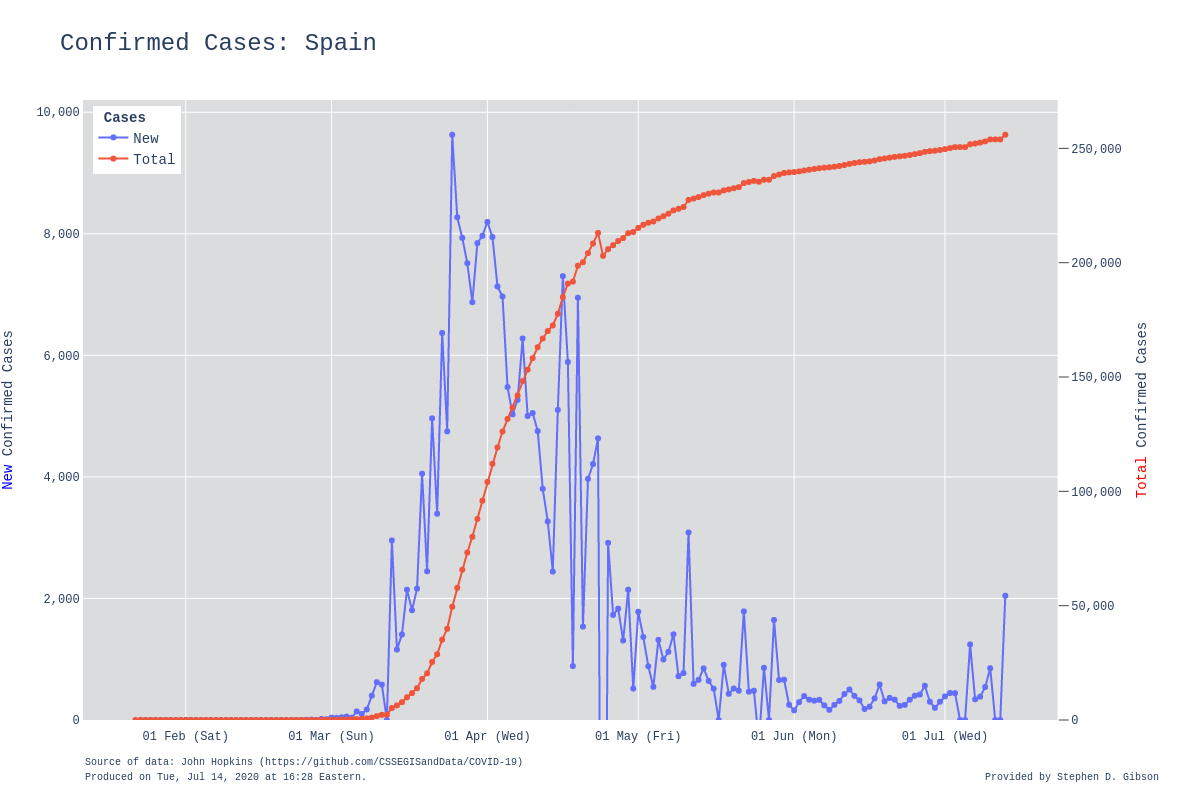 Confirmed Cases: Spain
Cases
New
Total
10,000
8,000
6,000
4,000
2,000
0
250,000
200,000
150,000
100,000
50,000
0
New Confirmed Cases
Total Confirmed Cases
01 Feb (Sat)
01 Mar (Sun)
01 Apr (Wed)
01 May (Fri)
01 Jun (Mon)
01 Jul (Wed)
Source of data: John Hopkins (https://github.com/CSSEGISandData/COVID-19)
Produced on Tue, Jul 14, 2020 at 16:28 Eastern.
Provided by Stephen D. Gibson